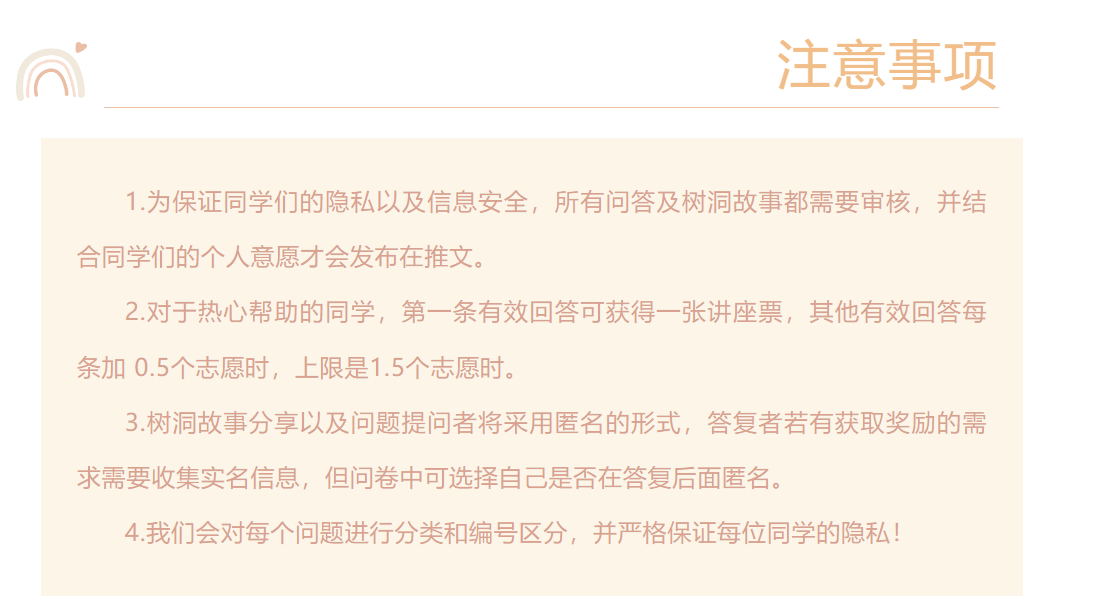 注意事项
1.为保证同学们的隐私以及信息安全，所有问答及树洞故事都需要审核，并结
合同学们的个人意愿才会发布在推文。
2.对于热心帮助的同学，第一条有效回答可获得一张讲座票，其他有效回答每
条加 0.5个志愿时，上限是1.5个志愿时。
3.树洞故事分享以及问题提问者将采用匿名的形式，答复者若有获取奖励的需
求需要收集实名信息，但问卷中可选择自己是否在答复后面匿名。
4.我们会对每个问题进行分类和编号区分，并严格保证每位同学的隐私！